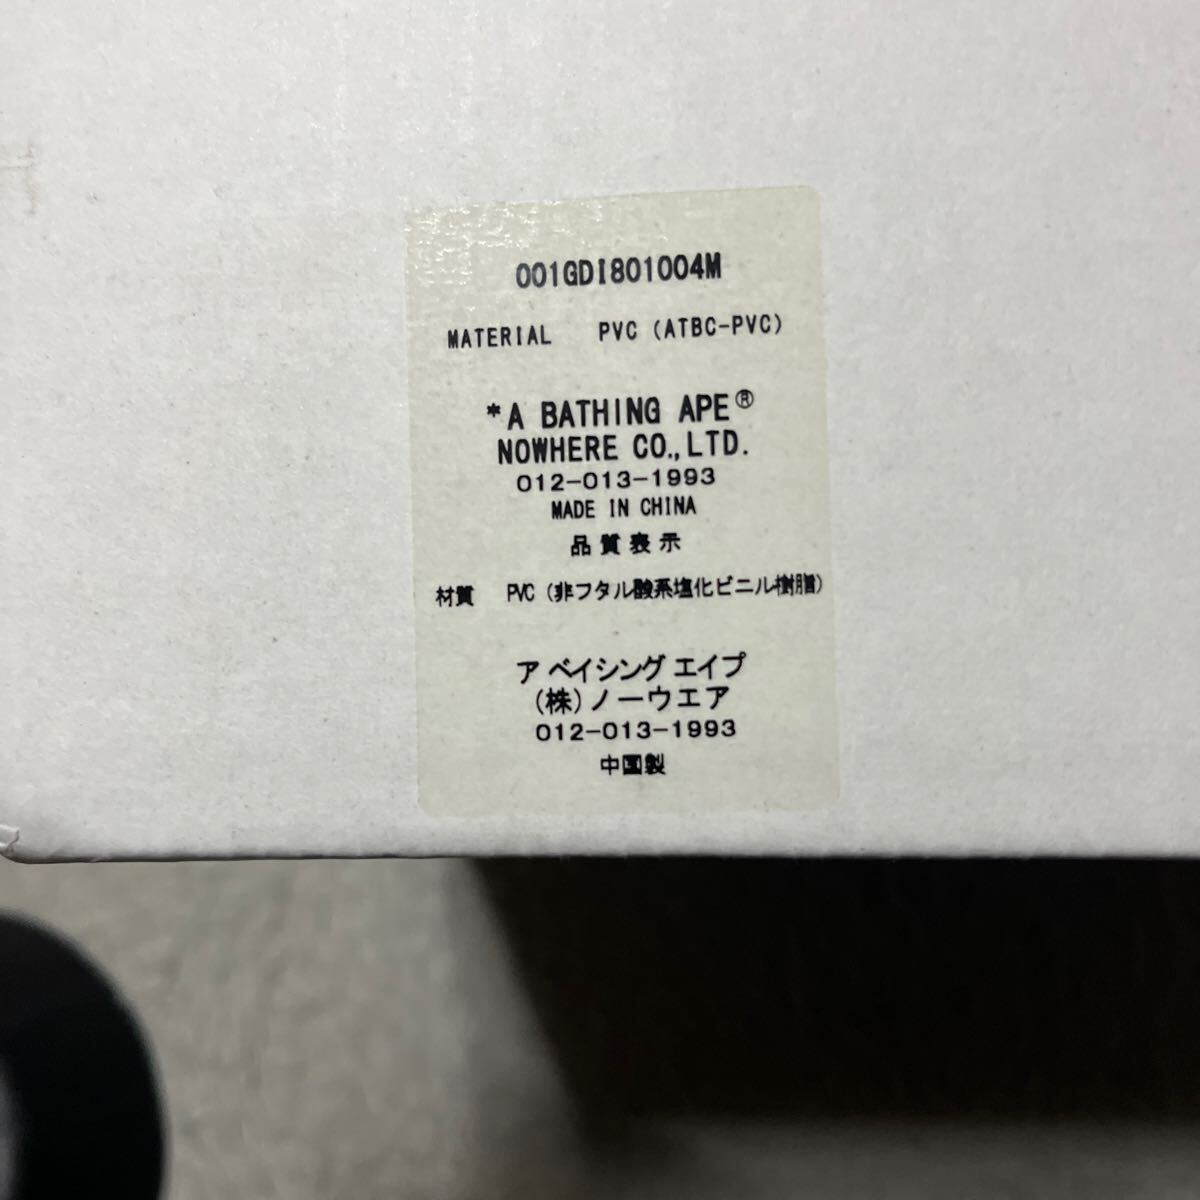 001GDI801004M
MATERIAL PVC (ATBC-PVC)
*A BATHING APE®
NOWHERE CO.,LTD.
012-013-1993
MADE IN CHINA
品質表示
材質 PVC (非フタル酸系塩化ビニル樹脂)
ア ベイシング エイプ
(株)ノーウエア
012-013-1993
中国製